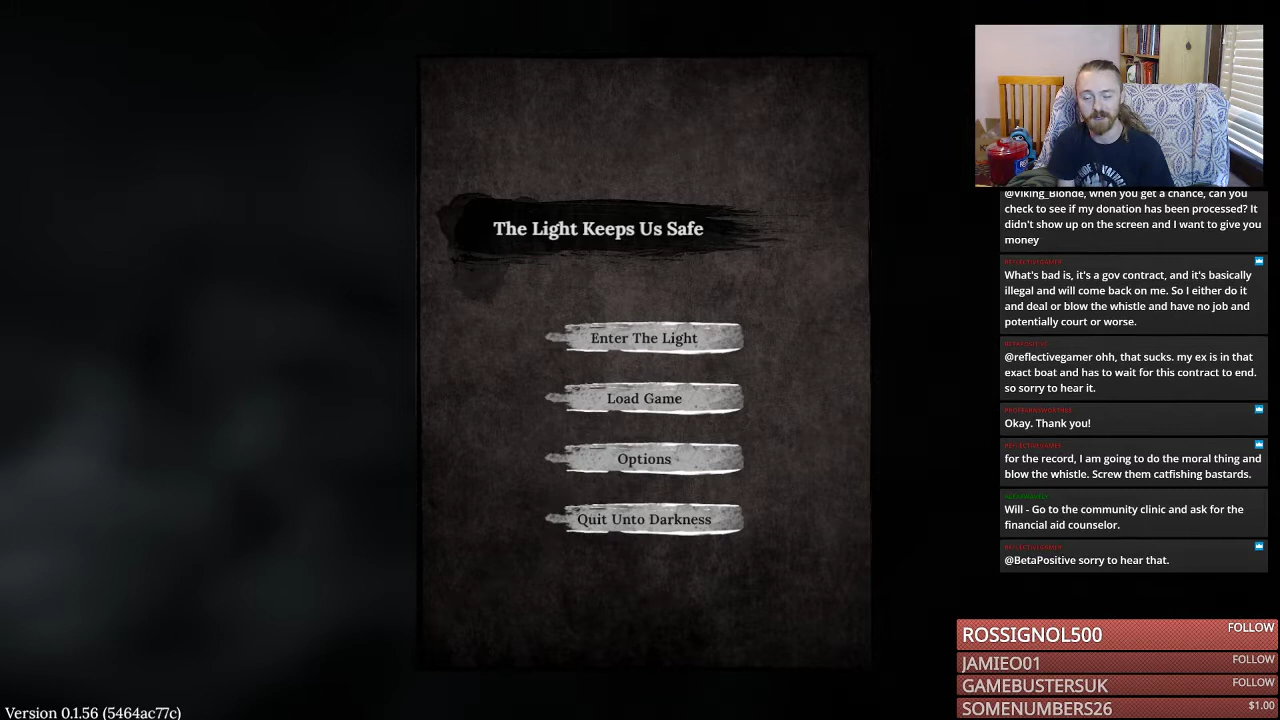 The Light Keeps Us Safe
Enter The Light
Load Game
Options
Quit Unto Darkness
Version 0.1.56 (5464ac77c)
@Viking_Blonde, when you get a chance, can you
check to see if my donation has been processed? It
didn't show up on the screen and I want to give you
money
REFLECTIVEGAMER
What's bad is, it's a gov contract, and it's basically
illegal and will come back on me. So I either do it
and deal or blow the whistle and have no job and
potentially court or worse.
BETAPOSITIVE
@reflectivegamer ohh, that sucks. my ex is in that
exact boat and has to wait for this contract to end.
so sorry to hear it.
Okay. Thank you!
REFLECTIVEGAMER
for the record, I am going to do the moral thing and
blow the whistle. Screw them catfishing bastards.
Will - Go to the community clinic and ask for the
financial aid counselor.
REFLECTIVEGAMER
@BetaPositive sorry to hear that.
ROSSIGNOL500 FOLLOW
JAMIEO01 FOLLOW
GAMEBUSTERSUK FOLLOW
SOMENUMBERS26 $1.00